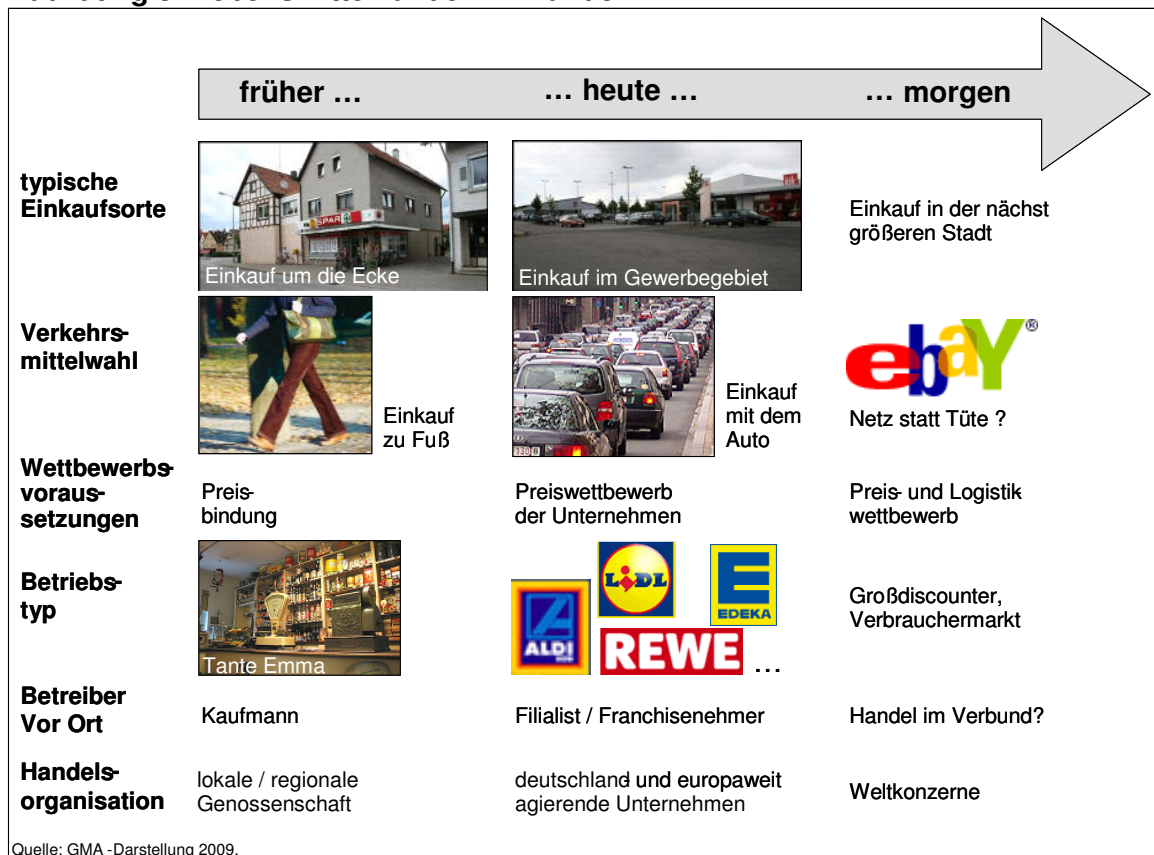 früher …
… heute …
… morgen
typische
Einkaufsorte
SPAR
Einkauf um die Ecke
Einkauf im Gewerbegebiet
Einkauf in der nächst
größeren Stadt
Verkehrs-
mittelwahl
Einkauf
zu Fuß
Einkauf
mit dem
Auto
ebay®
Netz statt Tüte ?
Wettbewerbs-
voraus-
setzungen
Preis-
bindung
Preiswettbewerb
der Unternehmen
Preis- und Logistik-
wettbewerb
Betriebs-
typ
Tante Emma
ALDI
LIDL
EDEKA
REWE …
Großdiscounter,
Verbrauchermarkt
Betreiber
Vor Ort
Kaufmann
Filialist / Franchisenehmer
Handel im Verbund?
Handels-
organisation
lokale / regionale
Genossenschaft
deutschland- und europaweit
agierende Unternehmen
Weltkonzerne
Quelle: GMA -Darstellung 2009.